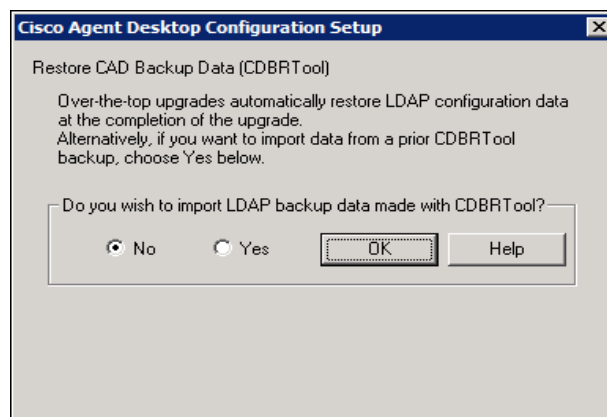 Cisco Agent Desktop Configuration Setup
Restore CAD Backup Data (CDBRTool)
Over-the-top upgrades automatically restore LDAP configuration data
at the completion of the upgrade.
Alternatively, if you want to import data from a prior CDBRTool
backup, choose Yes below.
Do you wish to import LDAP backup data made with CDBRTool?
No Yes OK Help